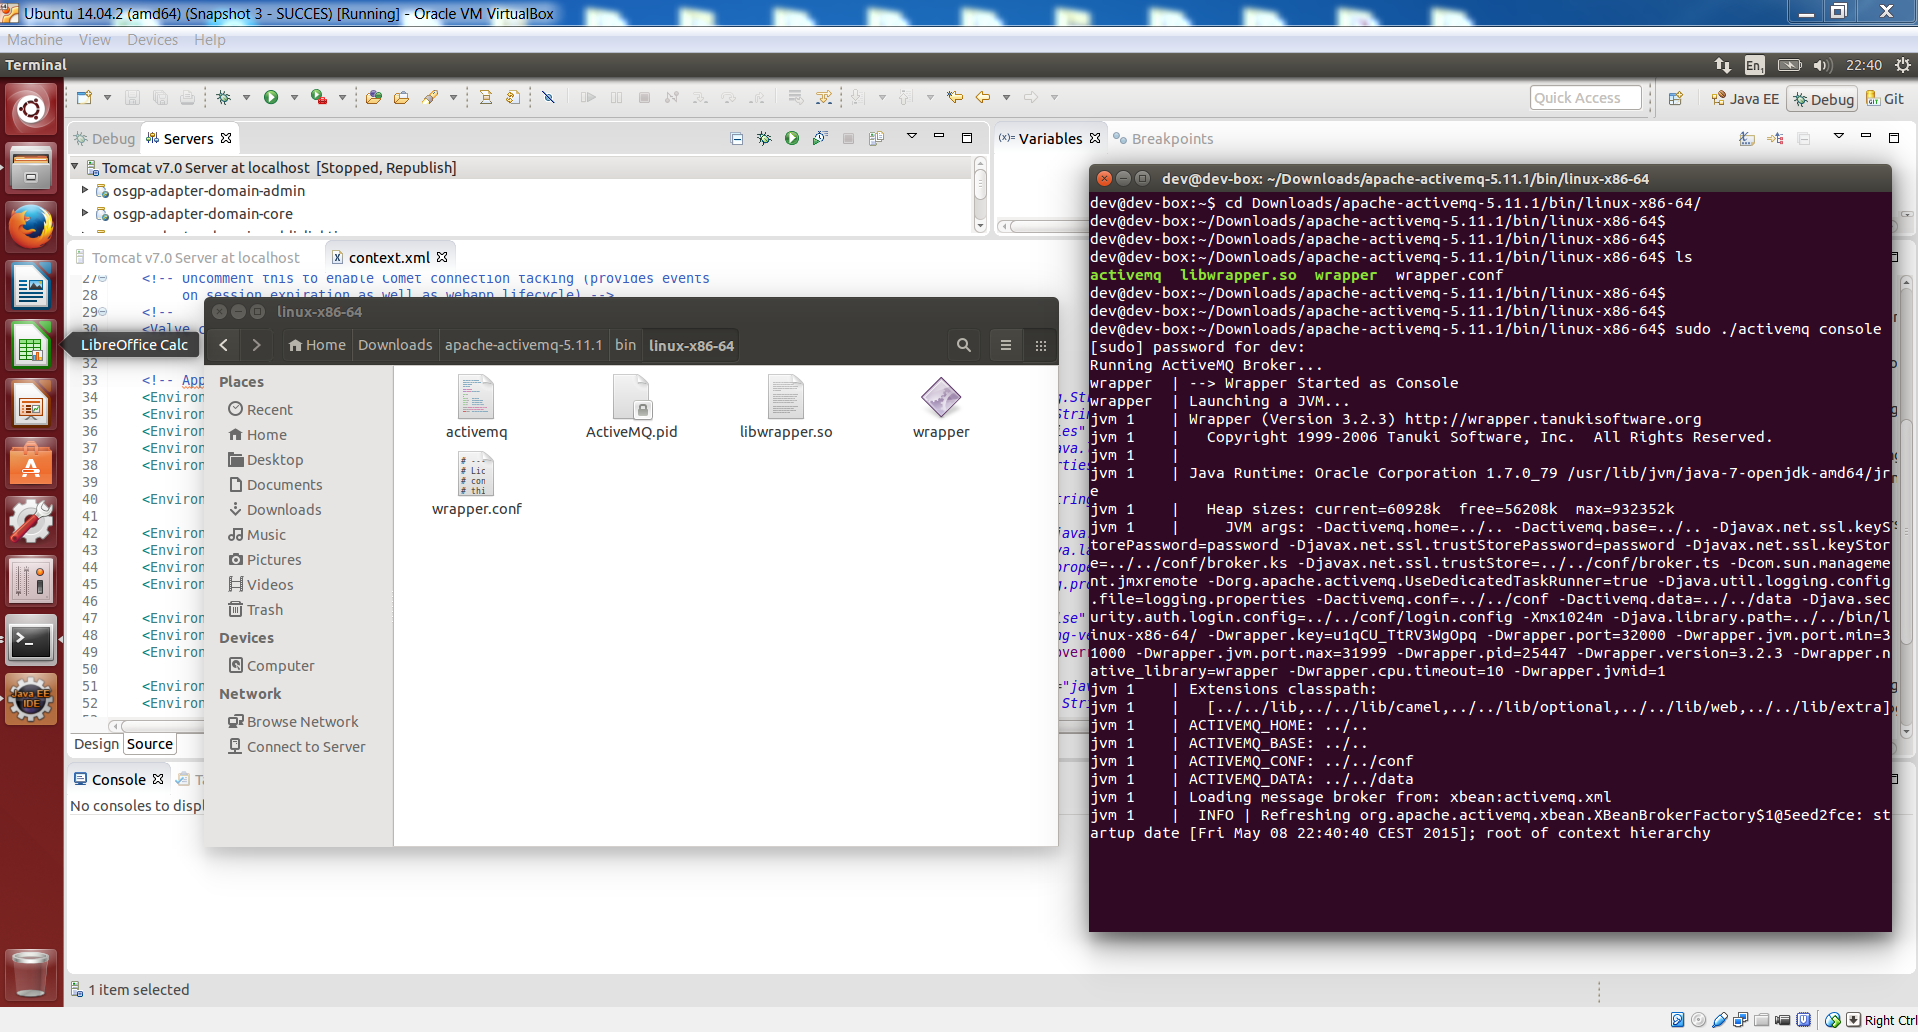 Ubuntu 14.04.2 (amd64) (Snapshot 3 - SUCCES) [Running] - Oracle VM VirtualBox
Machine View Devices Help
Terminal
En1 22:40
Quick Access
Java EE Debug Git
Debug Servers
Tomcat v7.0 Server at localhost [Stopped, Republish]
osgp-adapter-domain-admin
osgp-adapter-domain-core
Variables Breakpoints
Tomcat v7.0 Server at localhost context.xml
27 <!-- Uncomment this to enable Comet connection tacking (provides events
28 on session expiration as well as webapp lifecycle) -->
29 <!--
30 <Valve
LibreOffice Calc
32
33 <!-- App
34 <Environ
35 <Environ
36 <Environ
37 <Environ
38 <Environ
39
40 <Environ
41
42 <Environ
43 <Environ
44 <Environ
45 <Environ
46
47 <Environ
48 <Environ
49 <Environ
50
51 <Environ
52 <Environ
Design Source
Console
No consoles to displ
1 item selected
linux-x86-64
Home Downloads apache-activemq-5.11.1 bin linux-x86-64
Places
Recent
Home
Desktop
Documents
Downloads
Music
Pictures
Videos
Trash
Devices
Computer
Network
Browse Network
Connect to Server
activemq ActiveMQ.pid libwrapper.so wrapper
# ---
# Lic
# con
# thi
wrapper.conf
dev@dev-box: ~/Downloads/apache-activemq-5.11.1/bin/linux-x86-64
dev@dev-box:~$ cd Downloads/apache-activemq-5.11.1/bin/linux-x86-64/
dev@dev-box:~/Downloads/apache-activemq-5.11.1/bin/linux-x86-64$
dev@dev-box:~/Downloads/apache-activemq-5.11.1/bin/linux-x86-64$
dev@dev-box:~/Downloads/apache-activemq-5.11.1/bin/linux-x86-64$ ls
activemq libwrapper.so wrapper wrapper.conf
dev@dev-box:~/Downloads/apache-activemq-5.11.1/bin/linux-x86-64$
dev@dev-box:~/Downloads/apache-activemq-5.11.1/bin/linux-x86-64$
dev@dev-box:~/Downloads/apache-activemq-5.11.1/bin/linux-x86-64$ sudo ./activemq console
[sudo] password for dev:
Running ActiveMQ Broker...
wrapper | --> Wrapper Started as Console
wrapper | Launching a JVM...
jvm 1 | Wrapper (Version 3.2.3) http://wrapper.tanukisoftware.org
jvm 1 | Copyright 1999-2006 Tanuki Software, Inc. All Rights Reserved.
jvm 1 |
jvm 1 | Java Runtime: Oracle Corporation 1.7.0_79 /usr/lib/jvm/java-7-openjdk-amd64/jr
e
jvm 1 | Heap sizes: current=60928k free=56208k max=932352k
jvm 1 | JVM args: -Dactivemq.home=../.. -Dactivemq.base=../.. -Djavax.net.ssl.keyS
torePassword=password -Djavax.net.ssl.trustStorePassword=password -Djavax.net.ssl.keyStor
e=../../conf/broker.ks -Djavax.net.ssl.trustStore=../../conf/broker.ts -Dcom.sun.manageme
nt.jmxremote -Dorg.apache.activemq.UseDedicatedTaskRunner=true -Djava.util.logging.config
.file=logging.properties -Dactivemq.conf=../../conf -Dactivemq.data=../../data -Djava.sec
urity.auth.login.config=../../conf/login.config -Xmx1024m -Djava.library.path=../../bin/l
inux-x86-64/ -Dwrapper.key=u1qCU_TtRV3WgOpq -Dwrapper.port=32000 -Dwrapper.jvm.port.min=3
1000 -Dwrapper.jvm.port.max=31999 -Dwrapper.pid=25447 -Dwrapper.version=3.2.3 -Dwrapper.n
ative_library=wrapper -Dwrapper.cpu.timeout=10 -Dwrapper.jvmid=1
jvm 1 | Extensions classpath:
jvm 1 | [../../lib,../../lib/camel,../../lib/optional,../../lib/web,../../lib/extra]
jvm 1 | ACTIVEMQ_HOME: ../..
jvm 1 | ACTIVEMQ_BASE: ../..
jvm 1 | ACTIVEMQ_CONF: ../../conf
jvm 1 | ACTIVEMQ_DATA: ../../data
jvm 1 | Loading message broker from: xbean:activemq.xml
jvm 1 | INFO | Refreshing org.apache.activemq.xbean.XBeanBrokerFactory$1@5eed2fce: st
artup date [Fri May 08 22:40:40 CEST 2015]; root of context hierarchy
Java EE
IDE
Right Ctrl